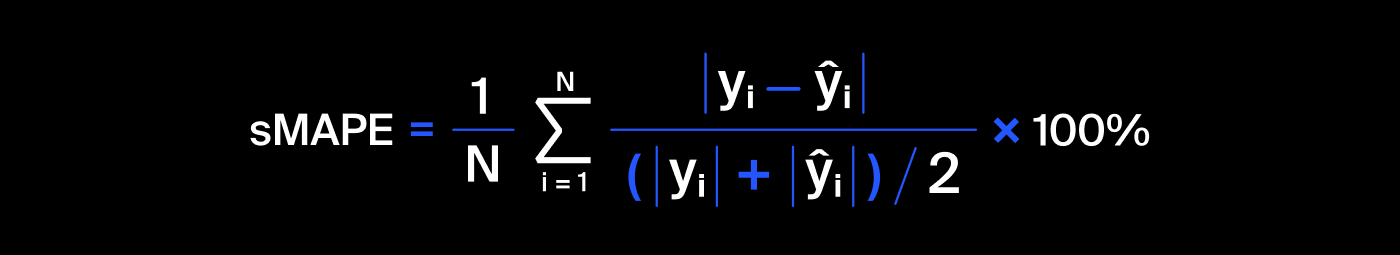 sMAPE = 1/N ∑ i = 1 N |yᵢ − ŷᵢ| / ((|yᵢ| + |ŷᵢ|) / 2) × 100%